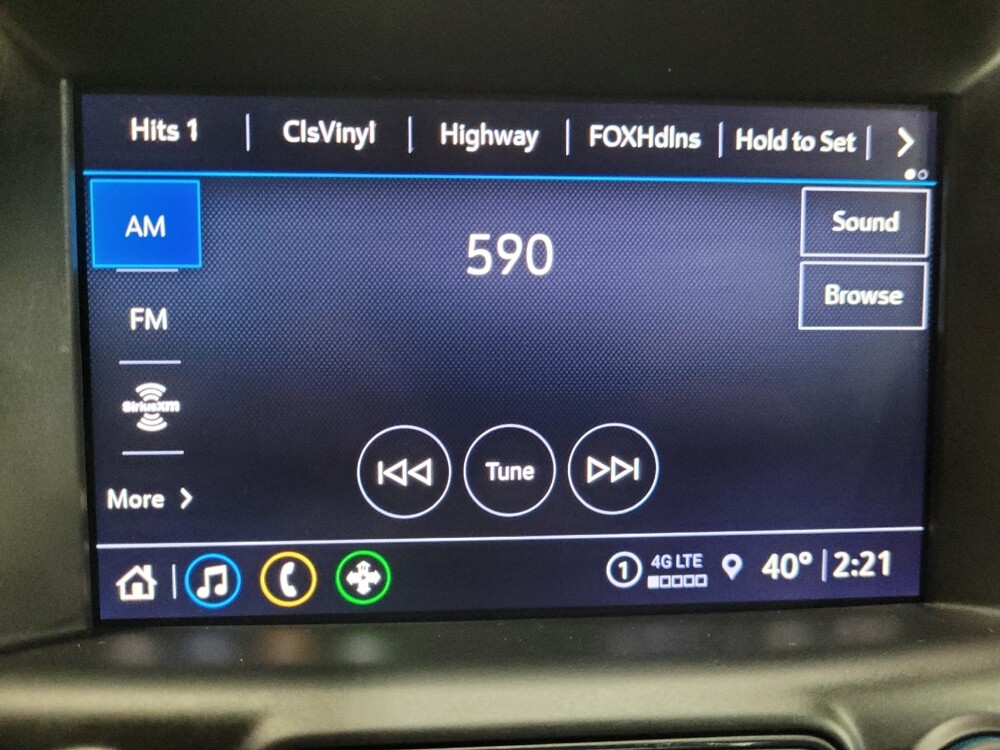 Hits 1 | ClsVinyl | Highway | FOXHdlns | Hold to Set |
AM
590
Sound
Browse
FM
SiriusXm
More
Tune
1 4G LTE 40° | 2:21